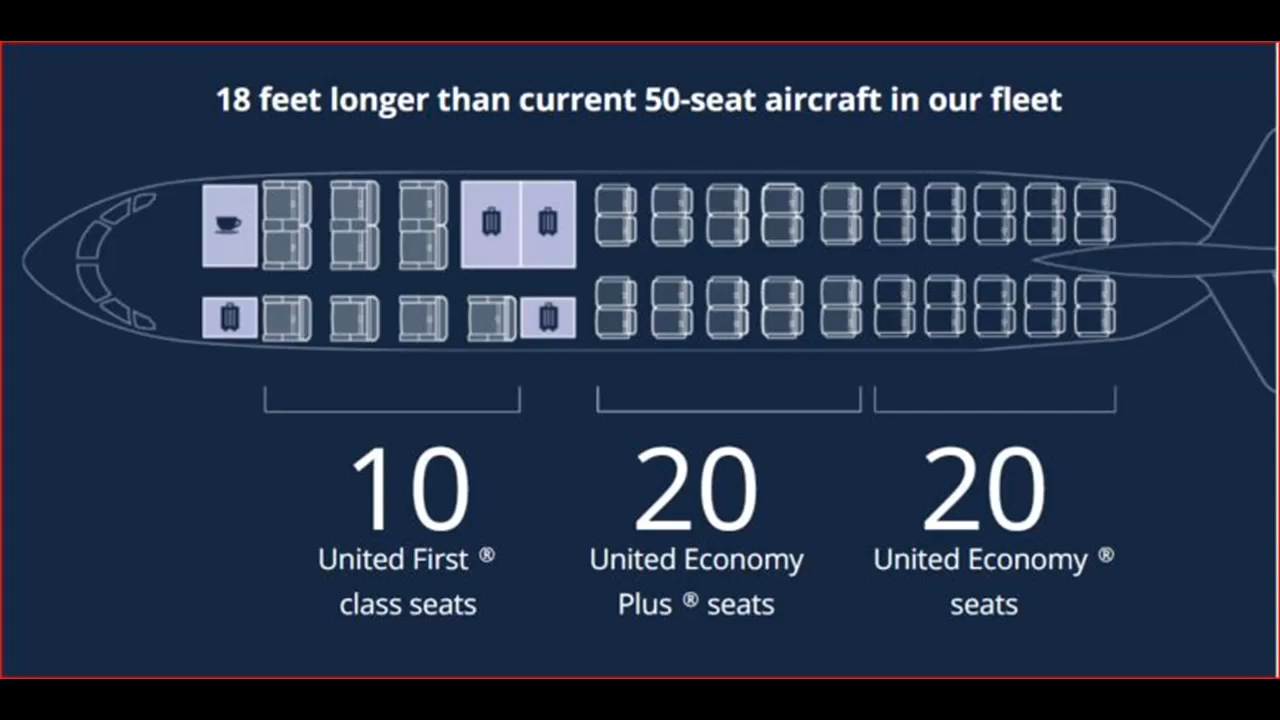 18 feet longer than current 50-seat aircraft in our fleet
10
United First ®
class seats
20
United Economy
Plus ® seats
20
United Economy ®
seats